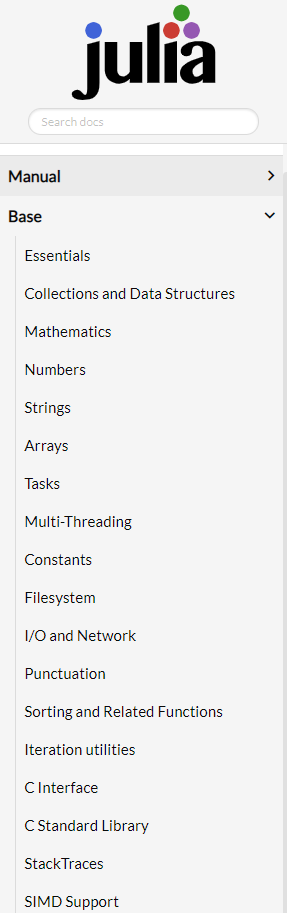 julia
Search docs
Manual
Base
Essentials
Collections and Data Structures
Mathematics
Numbers
Strings
Arrays
Tasks
Multi-Threading
Constants
Filesystem
I/O and Network
Punctuation
Sorting and Related Functions
Iteration utilities
C Interface
C Standard Library
StackTraces
SIMD Support